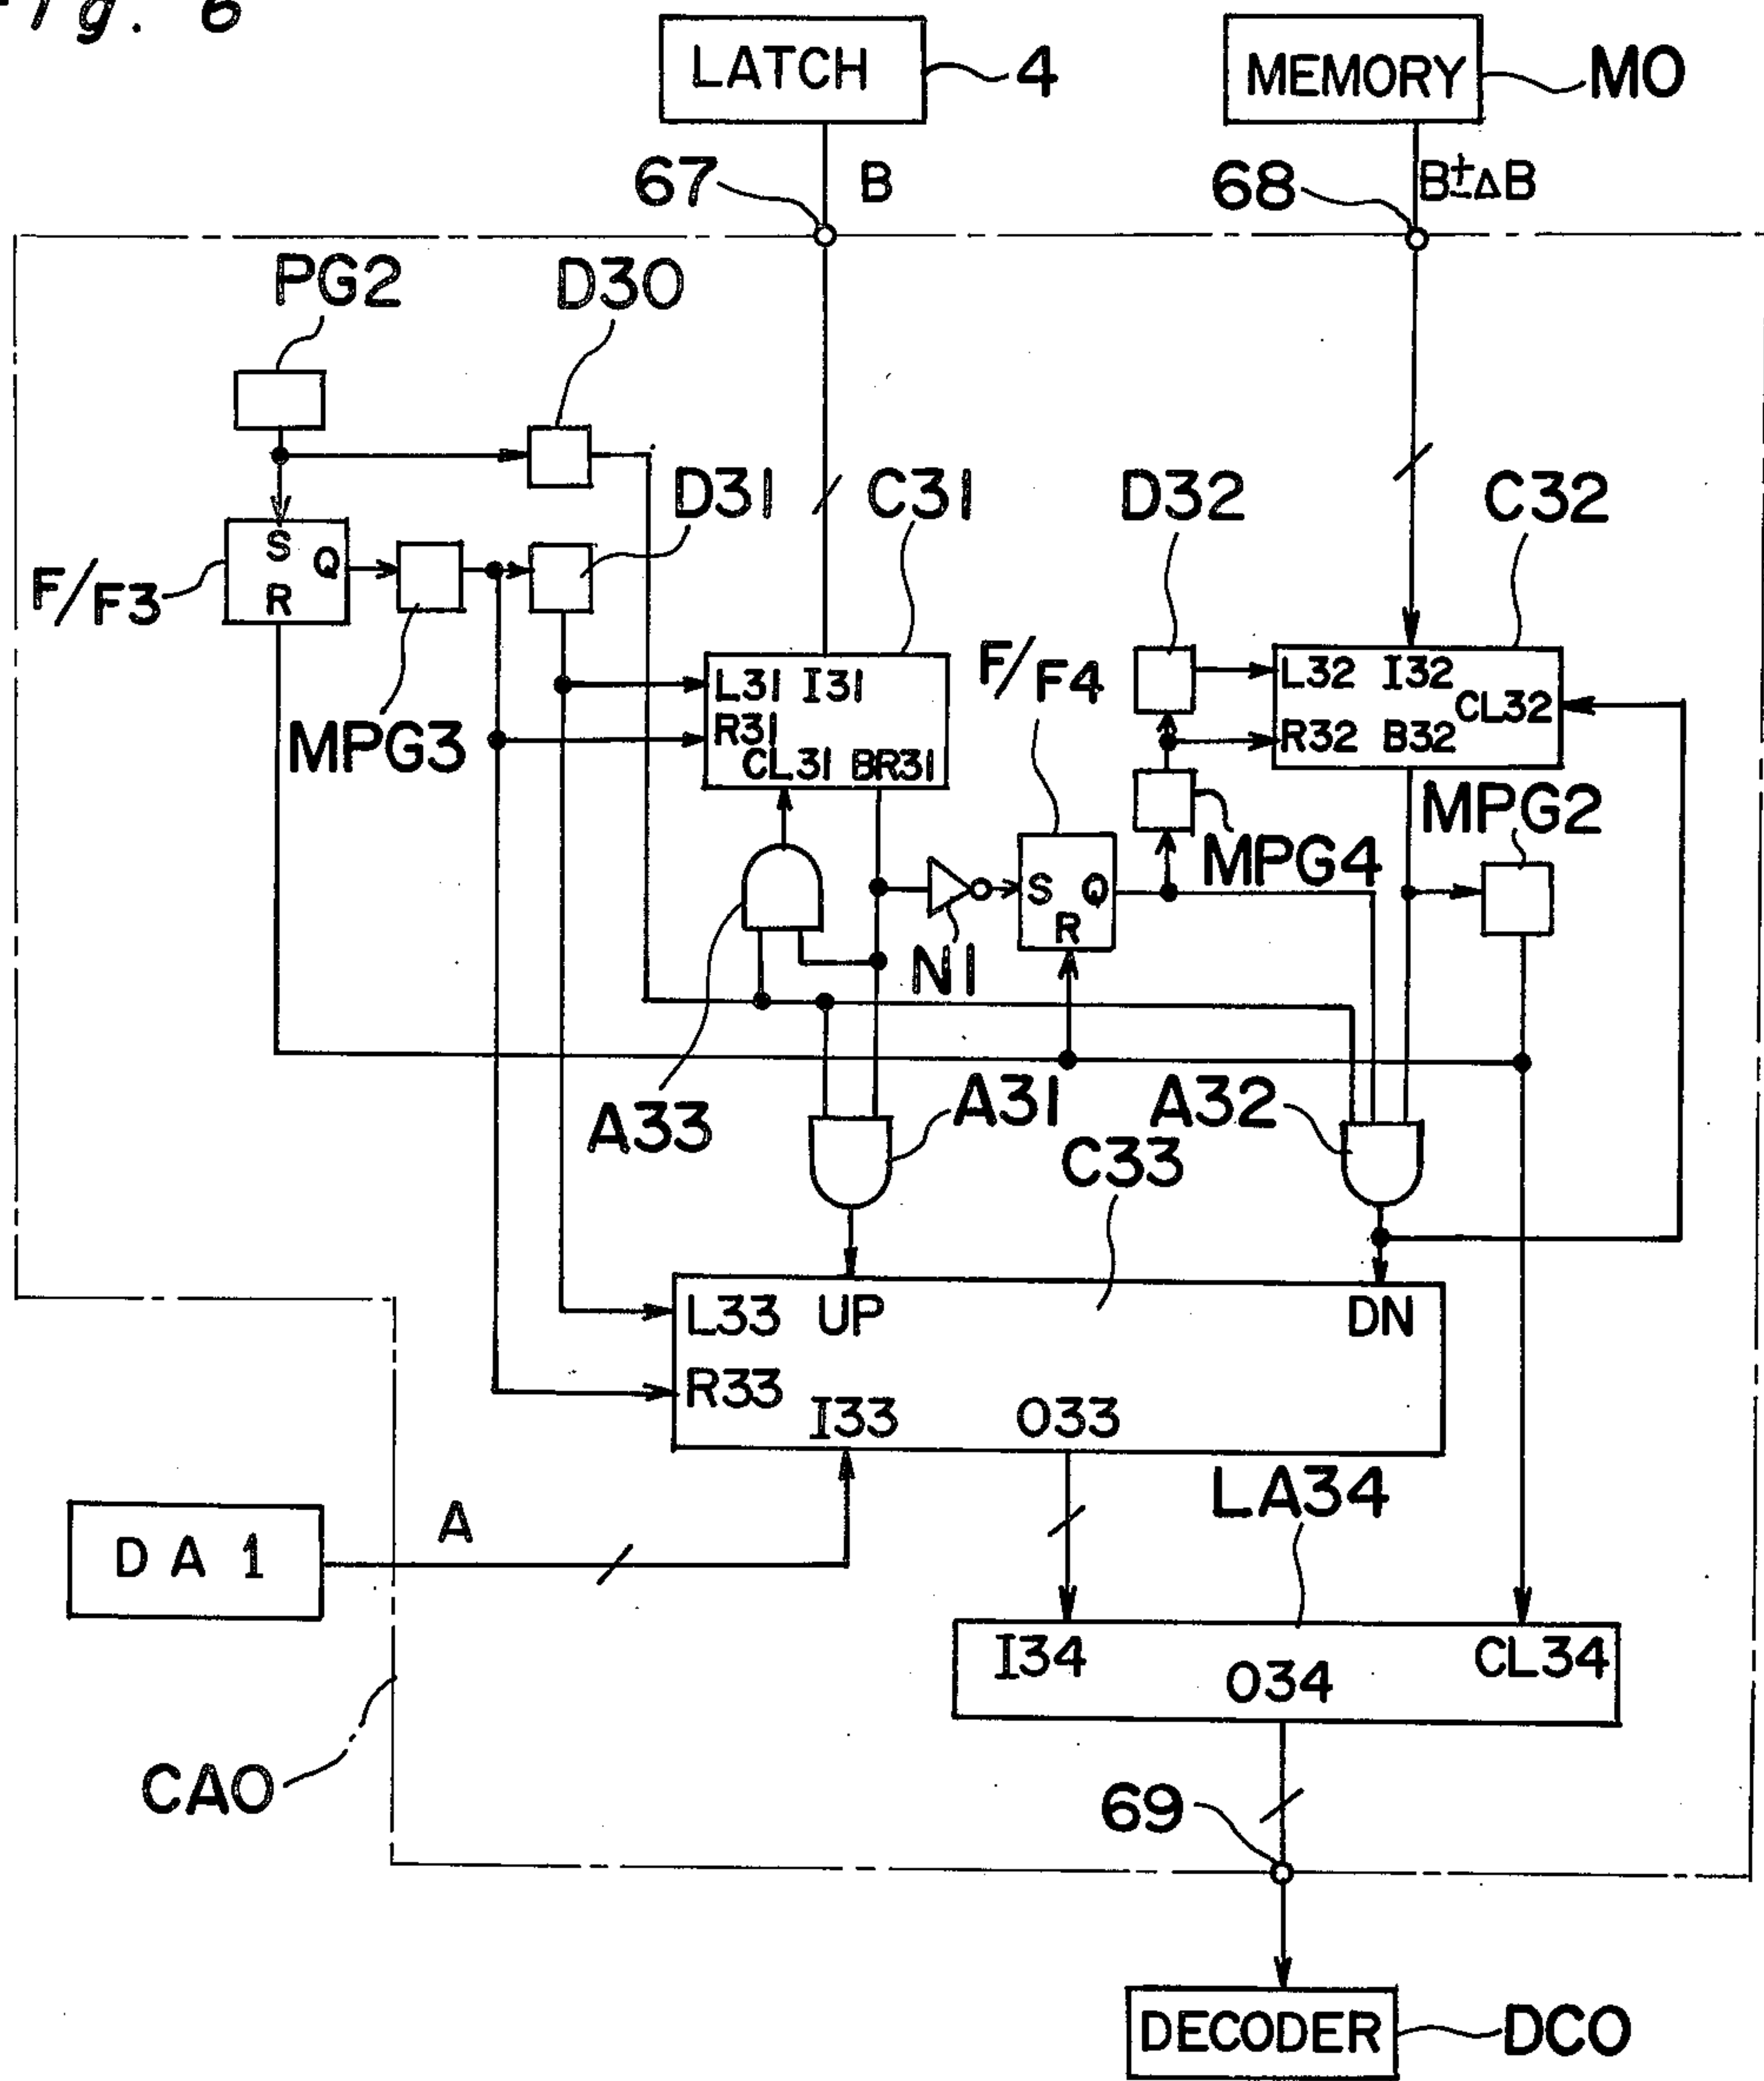 Fig. 6
LATCH 4
MEMORY MO
67 B
68 B±ΔB
PG2 D30
D31 C31
D32 C32
S Q
R
F/F3
MPG3
L31 I31
R31
CL31 BR31
F/F4
L32 I32
CL32
R32 B32
MPG2
MPG4
S Q
R
N1
A33
A31
A32
C33
L33 UP DN
R33
I33 O33
LA34
DA1 A
I34 CL34
O34
CAO
69
DECODER DCO